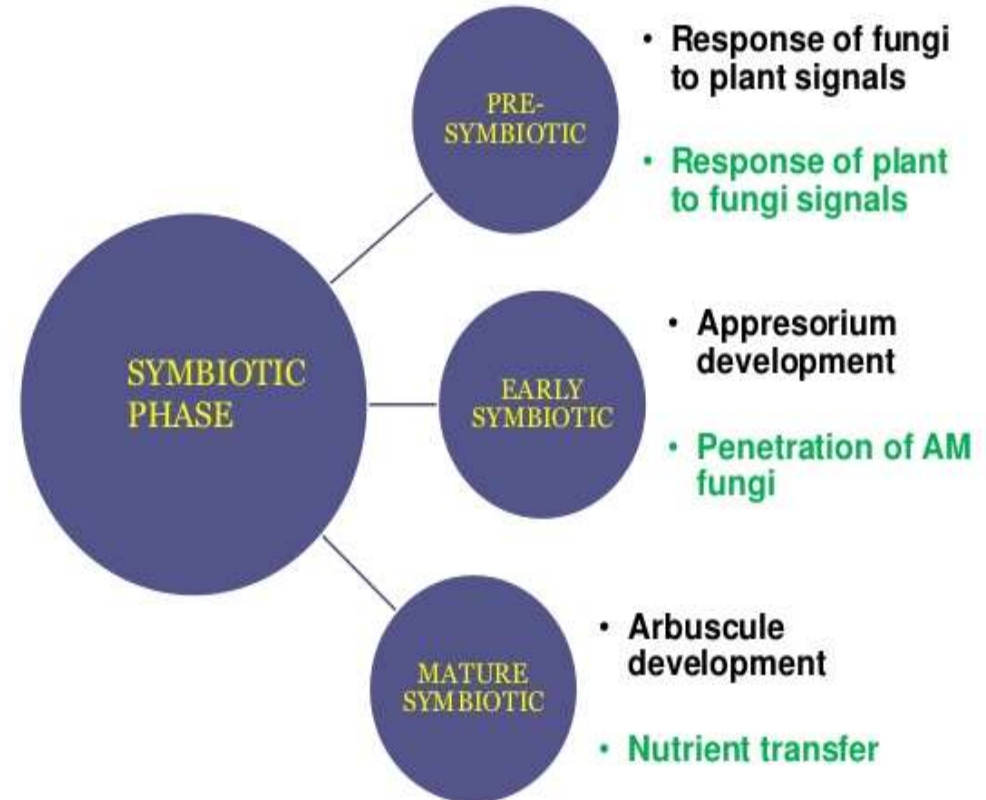 SYMBIOTIC
PHASE
PRE-
SYMBIOTIC
• Response of fungi
to plant signals
• Response of plant
to fungi signals
EARLY
SYMBIOTIC
• Appresorium
development
• Penetration of AM
fungi
MATURE
SYMBIOTIC
• Arbuscule
development
• Nutrient transfer